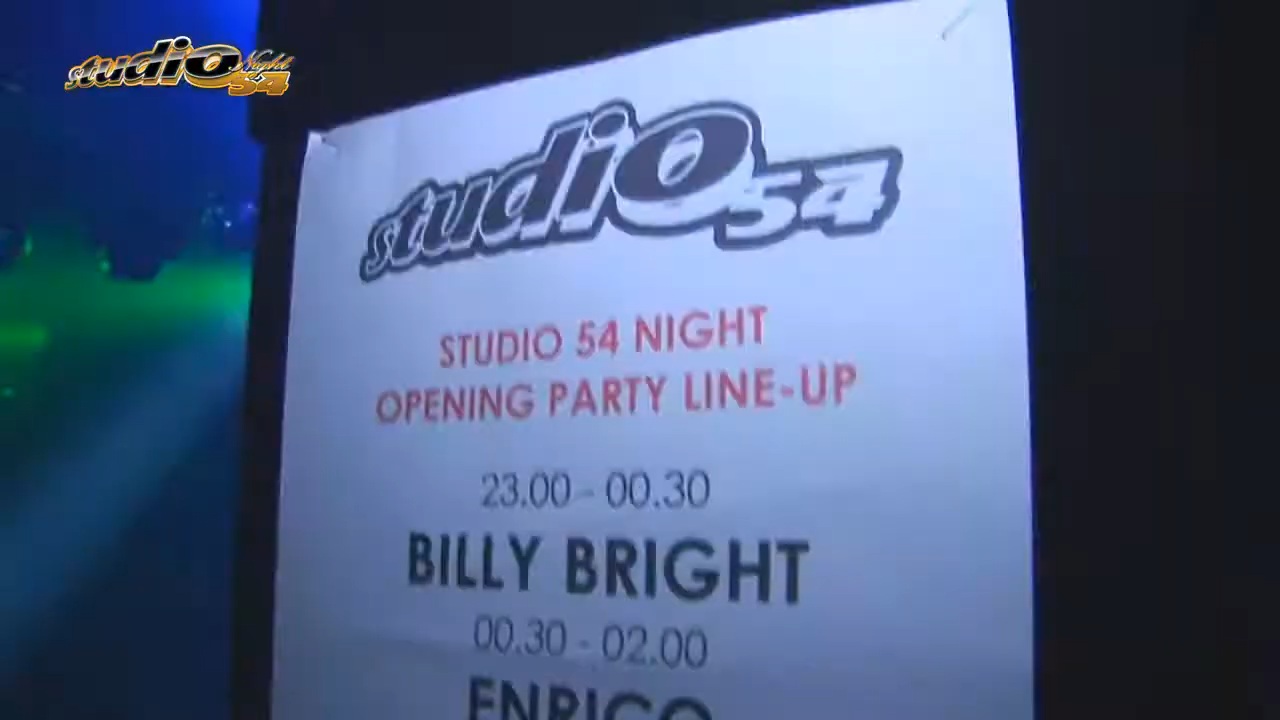 studio Night
54
studio 54
STUDIO 54 NIGHT
OPENING PARTY LINE-UP
23.00 - 00.30
BILLY BRIGHT
00.30 - 02.00
ENRICO